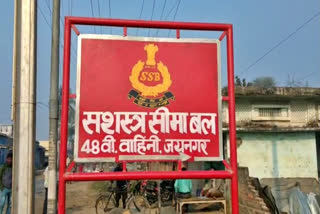 SSB
सशस्त्र सीमा बल
48वी. वाहिनी, जयनगर